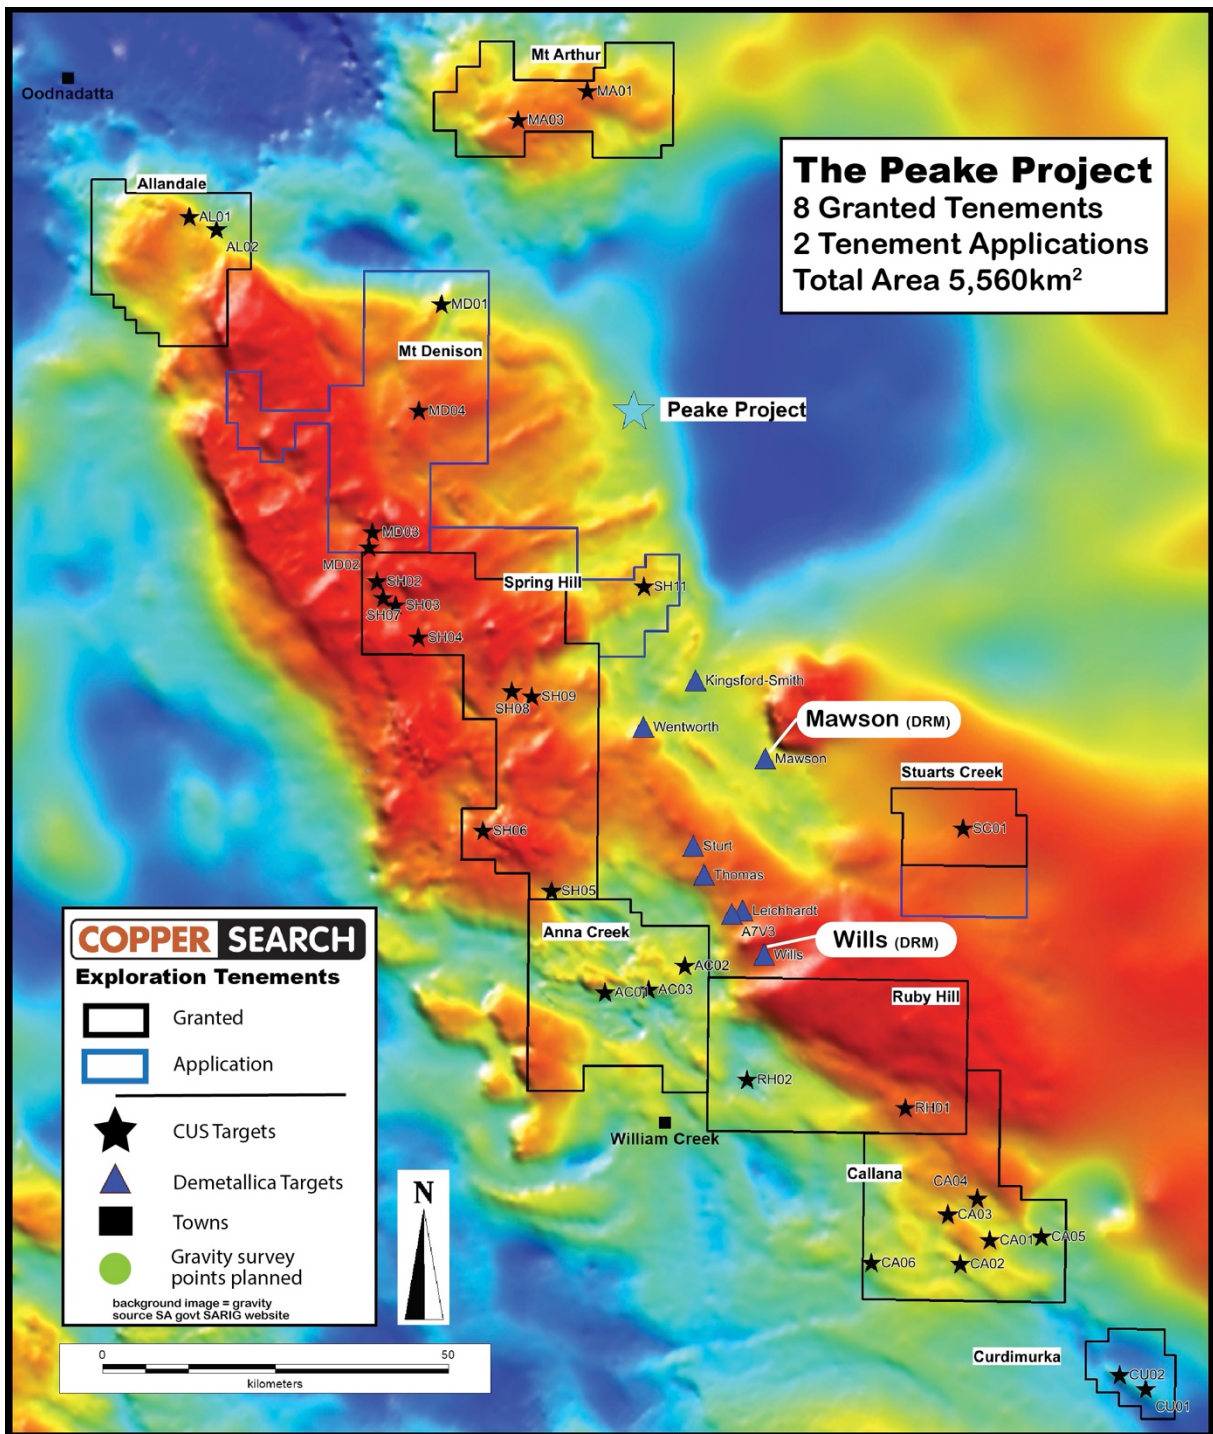 Mt Arthur
MA01
MA03
Oodnadatta
Allandale
AL01
AL02
The Peake Project
8 Granted Tenements
2 Tenement Applications
Total Area 5,560km²
MD01
Mt Denison
MD04
Peake Project
MD03
MD02
SH02
SH03
SH07
SH04
Spring Hill
SH11
SH09
SH08
Kingsford-Smith
Wentworth
Mawson (DRM)
Mawson
Stuarts Creek
SC01
SH06
Sturt
Thomas
SH05
Leichhardt
A7V3
Wills (DRM)
Wills
Anna Creek
AC02
AC01
AC03
Ruby Hill
RH02
RH01
William Creek
Callana
CA04
CA03
CA01
CA05
CA06
CA02
Curdimurka
CU02
CU01
COPPER SEARCH
Exploration Tenements
Granted
Application
CUS Targets
Demetallica Targets
Towns
Gravity survey
points planned
background image = gravity
source SA govt SARIG website
N
0 50
kilometers